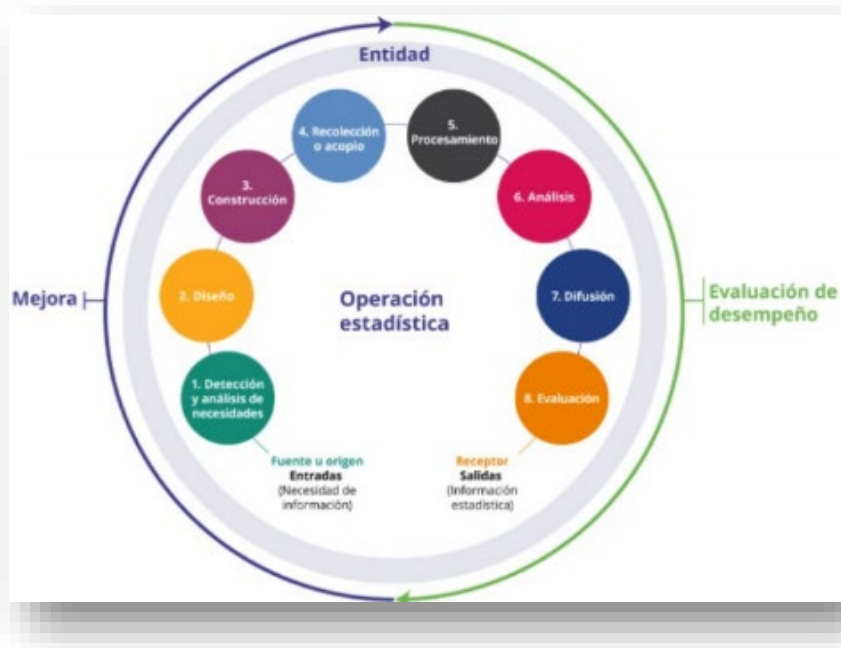 Entidad
4. Recolección
o acopio
5.
Procesamiento
3.
Construcción
6. Análisis
2. Diseño
7. Difusión
Mejora
Operación
estadística
Evaluación de
desempeño
1. Detección
y análisis de
necesidades
8. Evaluación
Fuente u origen
Entradas
(Necesidad de
información)
Receptor
Salidas
(Información
estadística)